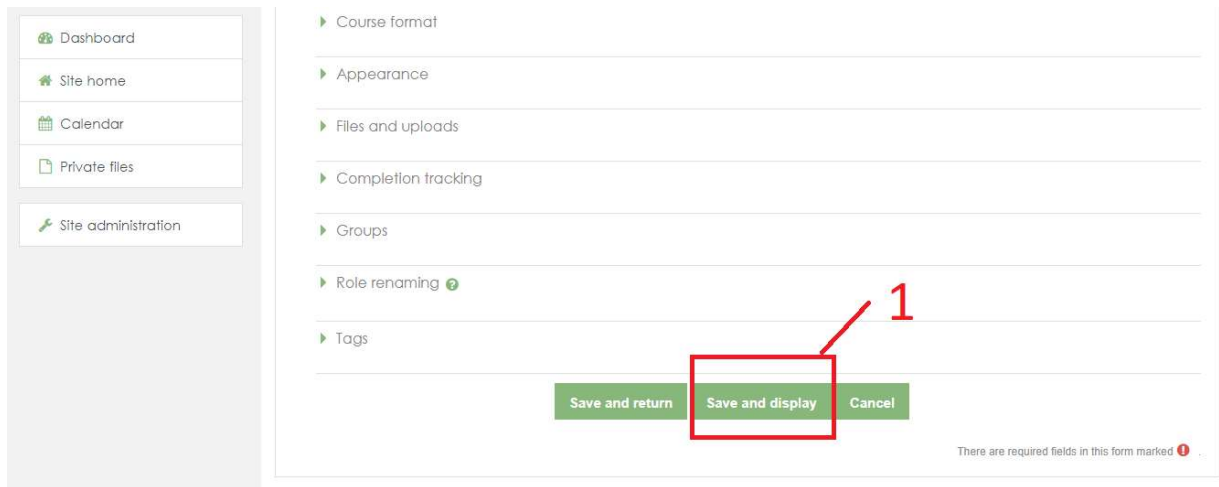 Dashboard
Site home
Calendar
Private files
Site administration
Course format
Appearance
Files and uploads
Completion tracking
Groups
Role renaming ?
Tags
1
Save and return Save and display Cancel
There are required fields in this form marked ! .